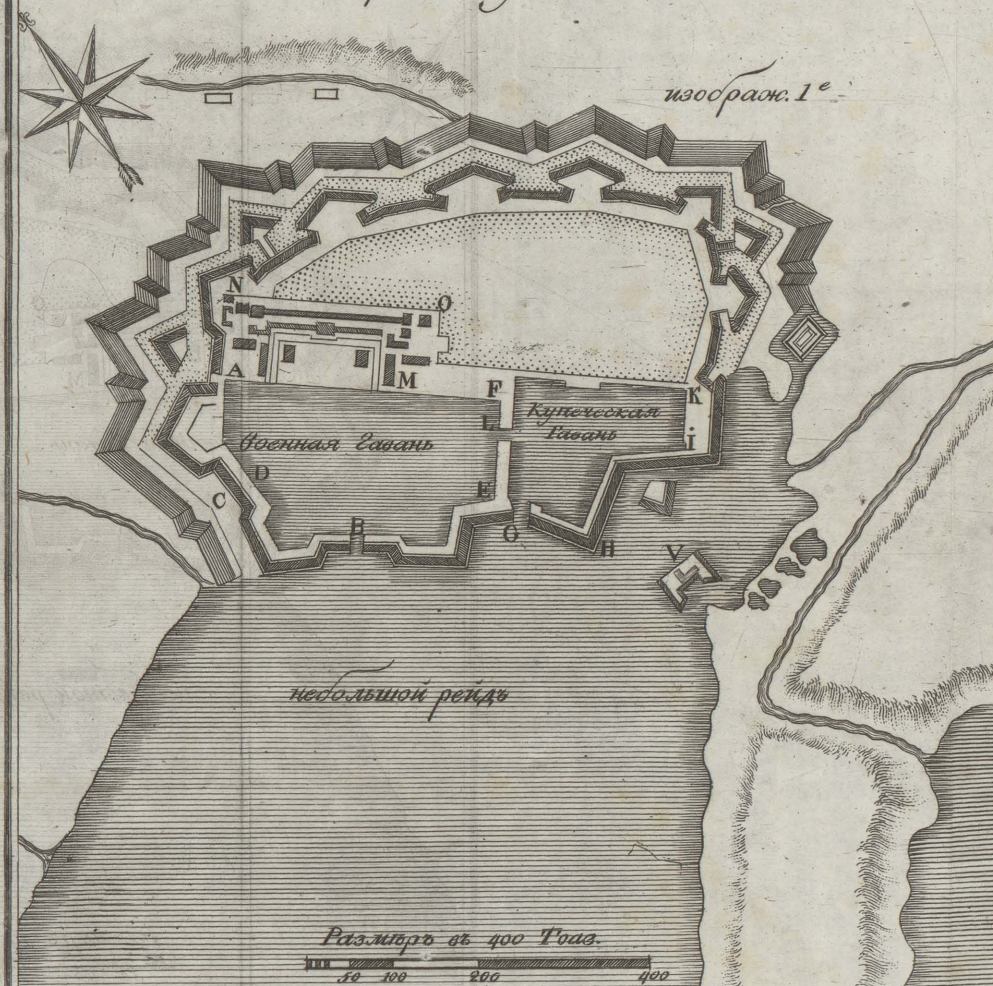 изображ. 1е
N
O
A
M
F
K
L
Купеческая
Гавань
Военная Гавань
I
D
E
C
B
O
H
V
небольшой рейдъ
Размѣръ въ 400 Тоаз.
50 100 200 400